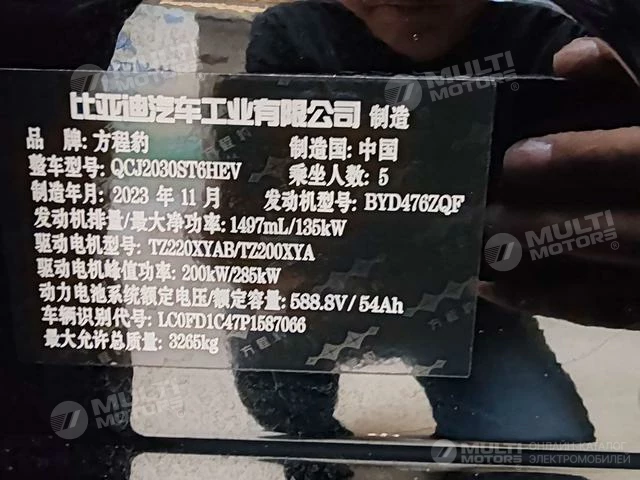 比亚迪汽车工业有限公司 制造
品 牌: 方程豹 制造国: 中国
整车型号: QCJ2030ST6HEV 乘坐人数: 5
制造年月: 2023 年 11 月 发动机型号: BYD476ZQF
发动机排量/最大净功率: 1497mL/135kW
驱动电机型号: TZ220XYAB/TZ200XYA
驱动电机峰值功率: 200kW/285kW
动力电池系统额定电压/额定容量: 588.8V/54Ah
车辆识别代号: LC0FD1C47P1587066
最大允许总质量: 3265kg
MULTI MOTORS®
MULTI MOTORS®
MULTI MOTORS®
MULTI MOTORS®
MULTI MOTORS
ОНЛАЙН-КАТАЛОГ
ЭЛЕКТРОМОБИЛЕЙ